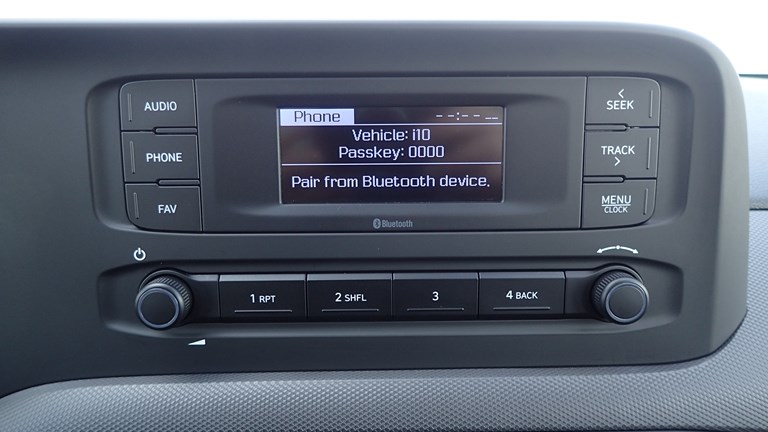 AUDIO
PHONE
FAV
Phone --:-- __
Vehicle: i10
Passkey: 0000
Pair from Bluetooth device.
Bluetooth
SEEK
TRACK
MENU
CLOCK
1 RPT
2 SHFL
3
4 BACK